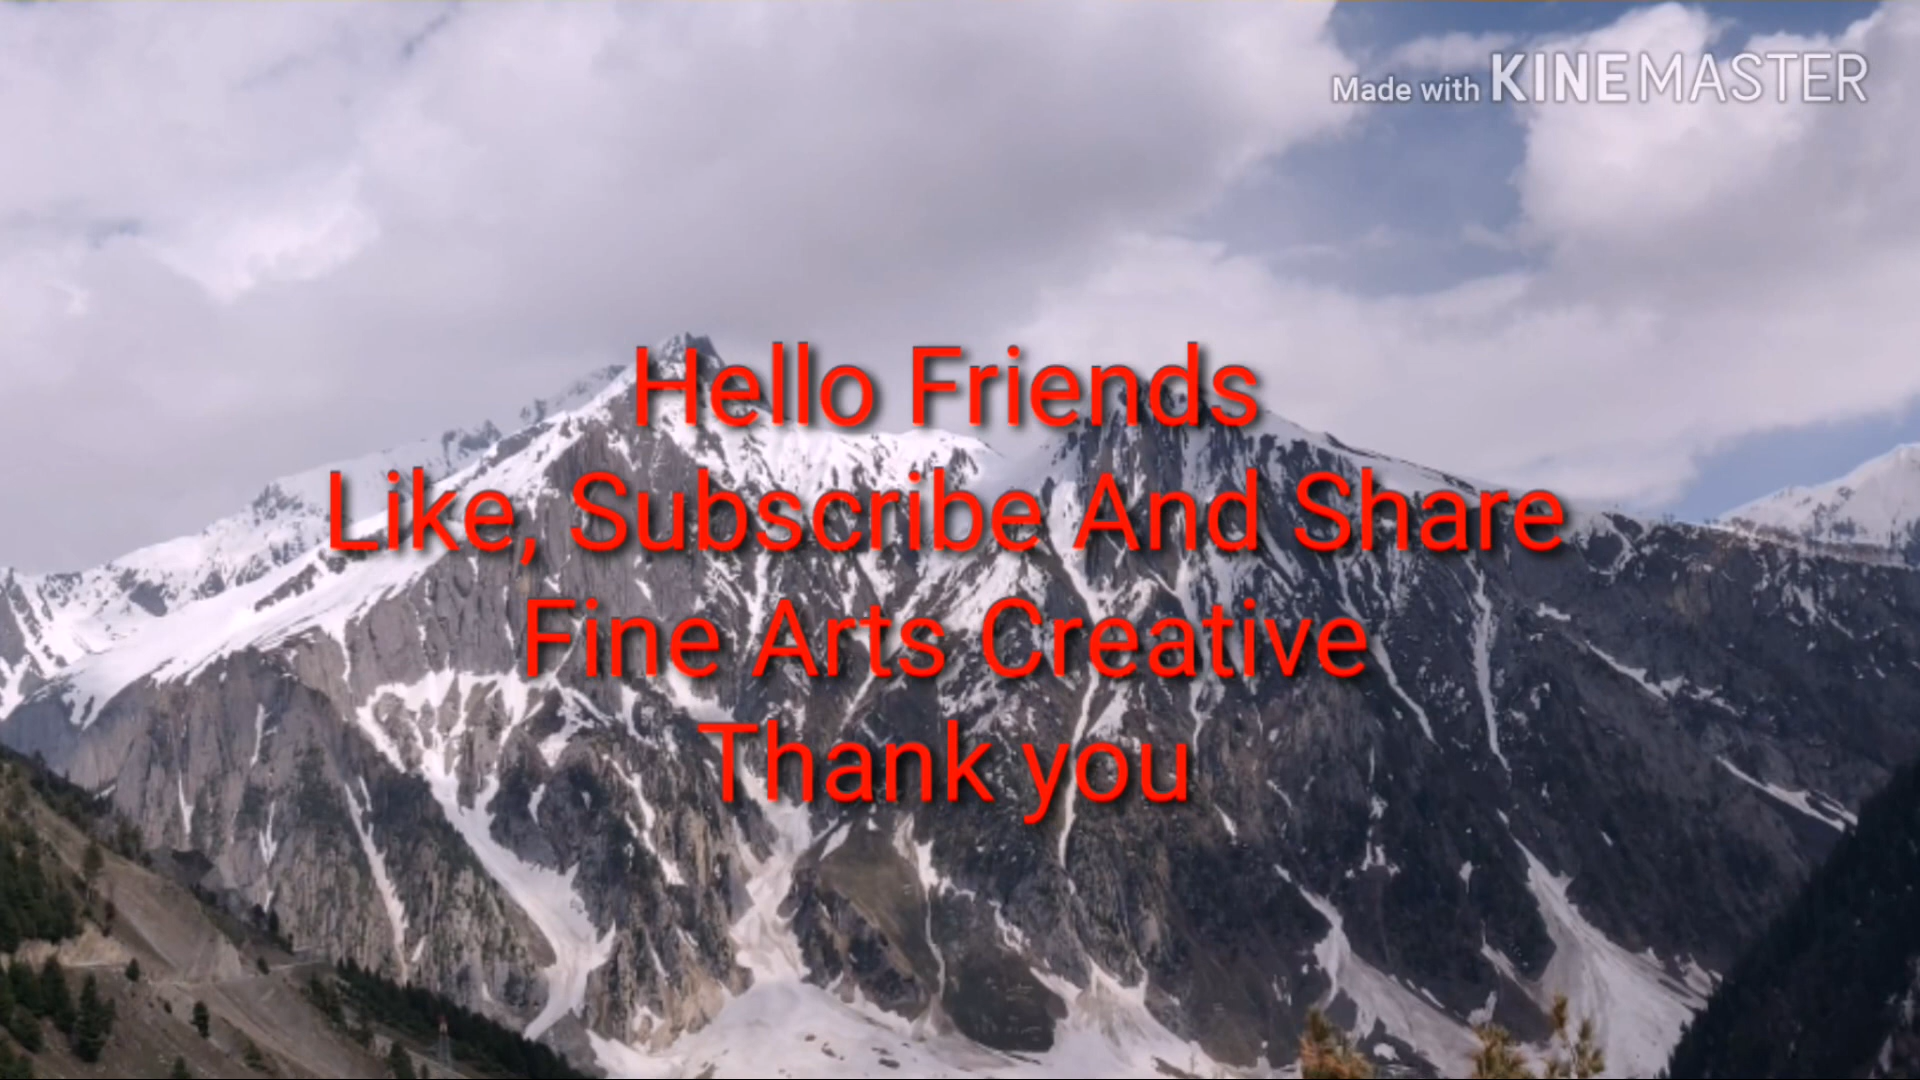 Made with KINEMASTER
Hello Friends
Like, Subscribe And Share
Fine Arts Creative
Thank you